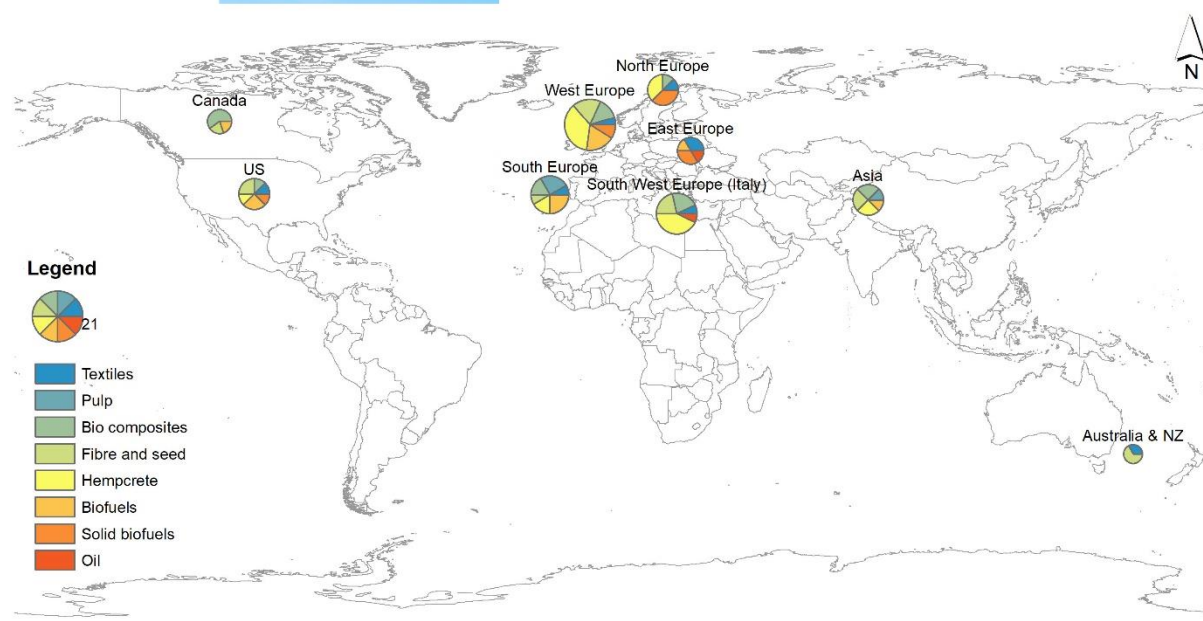 North Europe
West Europe
Canada
East Europe
US
South Europe
South West Europe (Italy)
Asia
N
Legend
21
Textiles
Pulp
Bio composites
Fibre and seed
Hempcrete
Biofuels
Solid biofuels
Oil
Australia & NZ